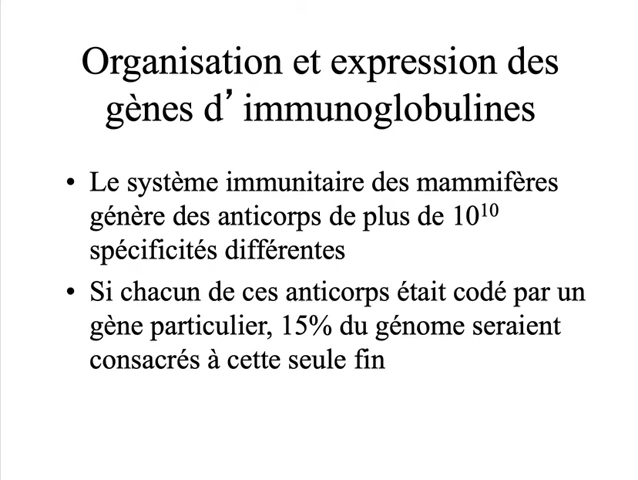 Organisation et expression des
gènes d’ immunoglobulines
• Le système immunitaire des mammifères
génère des anticorps de plus de 10¹⁰
spécificités différentes
• Si chacun de ces anticorps était codé par un
gène particulier, 15% du génome seraient
consacrés à cette seule fin